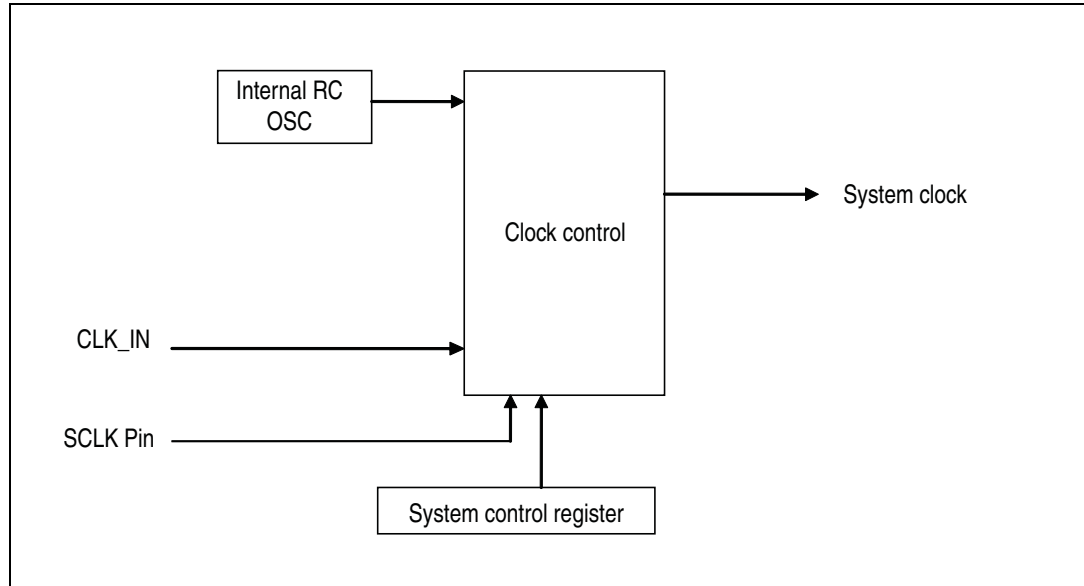 Internal RC
OSC
System clock
Clock control
CLK_IN
SCLK Pin
System control register